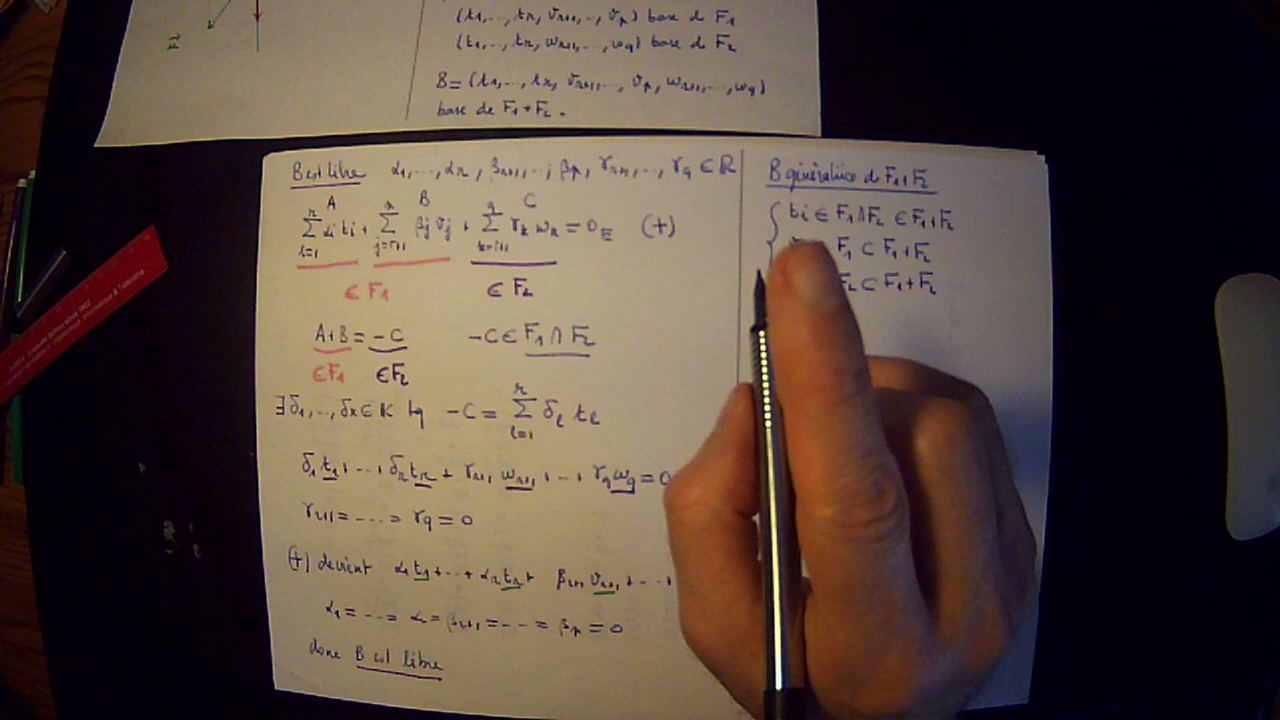 (t1, .., tr, vr+1, .., vp) base de F1
(t1, .., tr, wr+1, .., wq) base de F2
B = (t1, ..., tr, vr+1, ..., vp, wr+1, ..., wq)
base de F1 + F2.
B est libre α1, ..., αr, βr+1, ..., βp, γr+1, ..., γq ∈ R
A B C
∑ αi ti + ∑ βj vj + ∑ γk wk = 0E (+)
∈ F1 ∈ F2
A + B = - C - C ∈ F1 ∩ F2
∈ F1 ∈ F2
∃ δ1, ..., δr ∈ K tq - C = ∑ δl tl
δ1 t1 + ... + δr tr + γr+1 wr+1 + ... + γq wq = 0
γr+1 = ... = γq = 0
(+) devient α1 t1 + ... + αr tr + βr+1 vr+1 + ... +
α1 = ... = αr = βr+1 = ... = βp = 0
donc B est libre
B génératrice de F1 + F2
ti ∈ F1 ∩ F2 ∈ F1 + F2
F1 ⊂ F1 + F2
F2 ⊂ F1 + F2